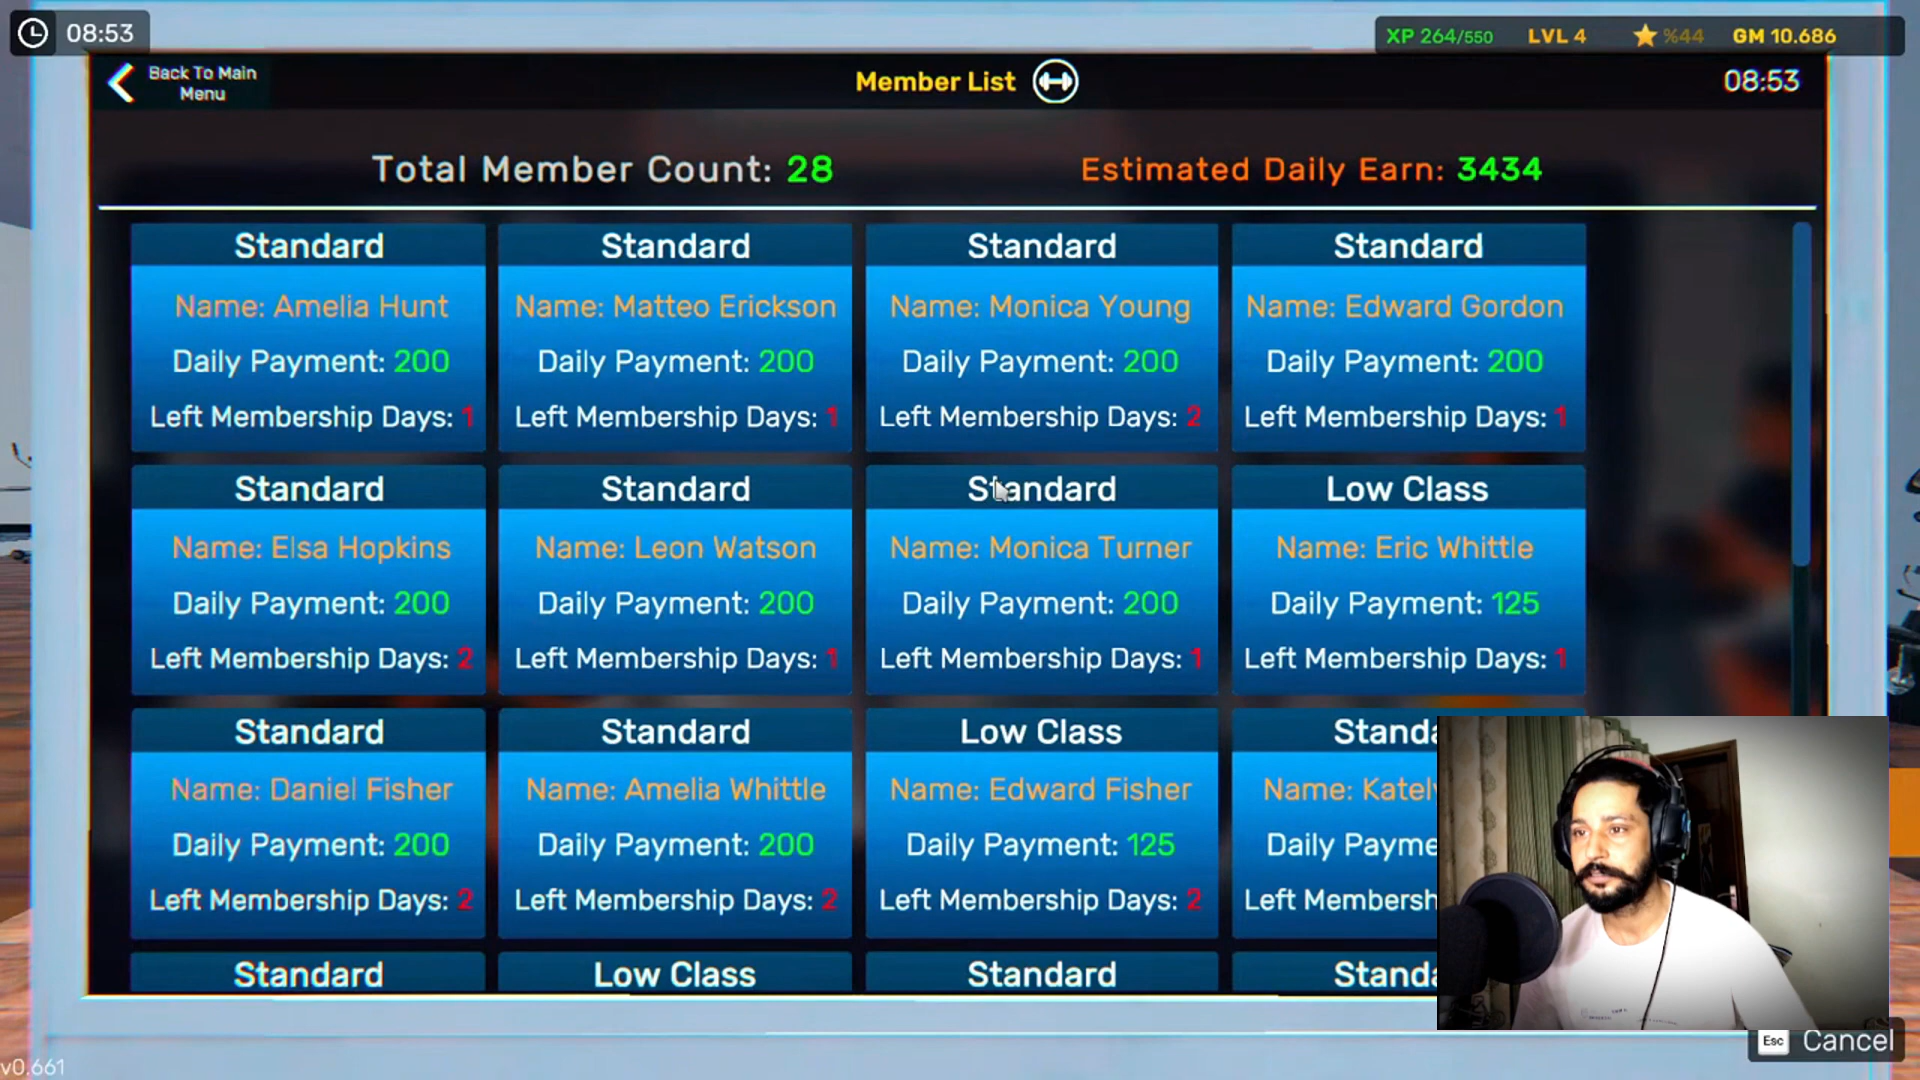 08:53
XP 264/550 LVL 4 %44 GM 10.686
Back To Main
Menu
Member List
08:53
Total Member Count: 28
Estimated Daily Earn: 3434
Standard Standard Standard Standard
Name: Amelia Hunt Name: Matteo Erickson Name: Monica Young Name: Edward Gordon
Daily Payment: 200 Daily Payment: 200 Daily Payment: 200 Daily Payment: 200
Left Membership Days: 1 Left Membership Days: 1 Left Membership Days: 2 Left Membership Days: 1
Standard Standard Standard Low Class
Name: Elsa Hopkins Name: Leon Watson Name: Monica Turner Name: Eric Whittle
Daily Payment: 200 Daily Payment: 200 Daily Payment: 200 Daily Payment: 125
Left Membership Days: 2 Left Membership Days: 1 Left Membership Days: 1 Left Membership Days: 1
Standard Standard Low Class
Name: Daniel Fisher Name: Amelia Whittle Name: Edward Fisher Name:
Daily Payment: 200 Daily Payment: 200 Daily Payment: 125 Daily
Left Membership Days: 2 Left Membership Days: 2 Left Membership Days: 2 Left
Standard Low Class Standard
Esc Cancel
v0.661